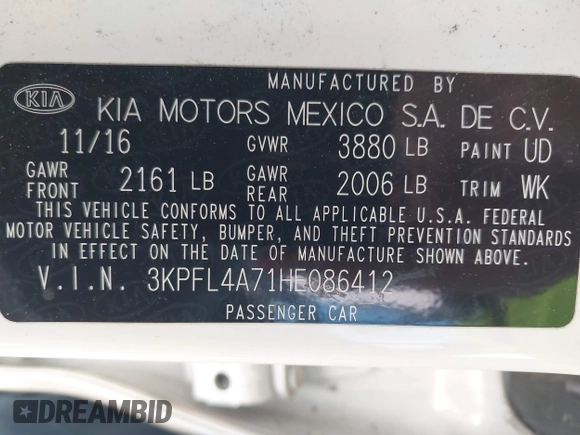 MANUFACTURED BY
KIA KIA MOTORS MEXICO S.A. DE C.V.
11/16 GVWR 3880 LB PAINT UD
GAWR FRONT 2161 LB GAWR REAR 2006 LB TRIM WK
THIS VEHICLE CONFORMS TO ALL APPLICABLE U.S.A. FEDERAL
MOTOR VEHICLE SAFETY, BUMPER, AND THEFT PREVENTION STANDARDS
IN EFFECT ON THE DATE OF MANUFACTURE SHOWN ABOVE.
V.I.N. 3KPFL4A71HE086412
PASSENGER CAR
DREAMBID